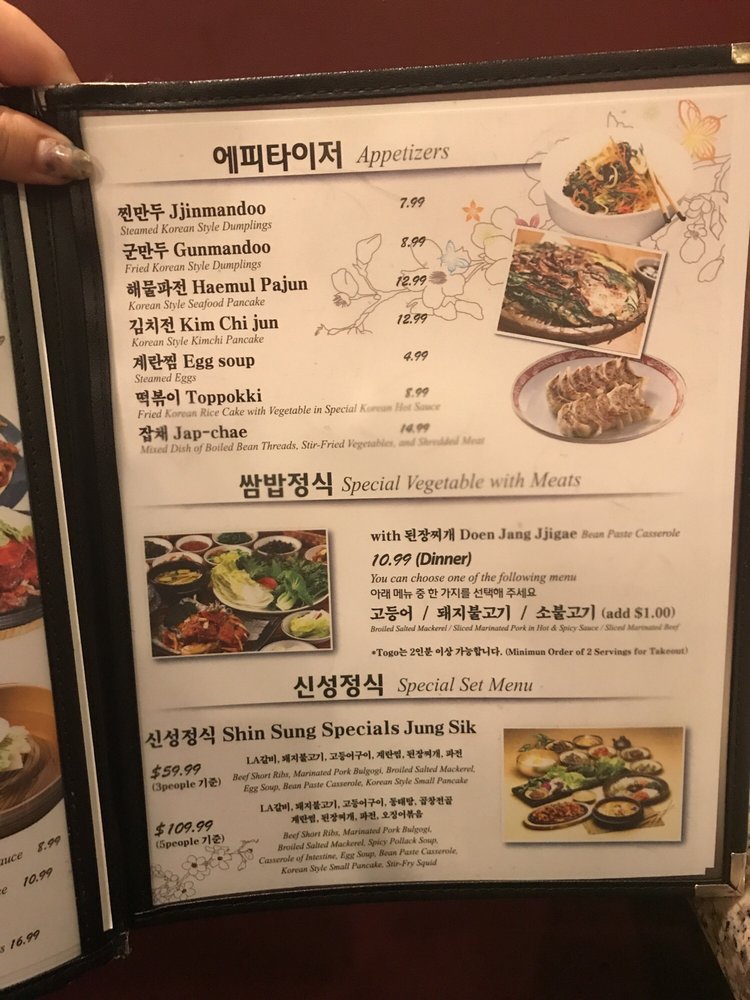 에피타이저 Appetizers
찐만두 Jjinmandoo 7.99
Steamed Korean Style Dumplings
군만두 Gunmandoo 8.99
Fried Korean Style Dumplings
해물파전 Haemul Pajun 12.99
Korean Style Seafood Pancake
김치전 Kim Chi jun 12.99
Korean Style Kimchi Pancake
계란찜 Egg soup 4.99
Steamed Eggs
떡볶이 Toppokki 8.99
Fried Korean Rice Cake with Vegetable in Special Korean Hot Sauce
잡채 Jap-chae 14.99
Mixed Dish of Boiled Bean Threads, Stir-Fried Vegetables, and Shredded Meat
쌈밥정식 Special Vegetable with Meats
with 된장찌개 Doen Jang Jjigae Bean Paste Casserole
10.99 (Dinner)
You can choose one of the following menu
아래 메뉴 중 한 가지를 선택해 주세요
고등어 / 돼지불고기 / 소불고기 (add $1.00)
Broiled Salted Mackerel / Sliced Marinated Pork in Hot & Spicy Sauce / Sliced Marinated Beef
*Togo는 2인분 이상 가능합니다. (Minimun Order of 2 Servings for Takeout)
신성정식 Special Set Menu
신성정식 Shin Sung Specials Jung Sik
$59.99
(3people 기준)
LA갈비, 돼지불고기, 고등어구이, 계란찜, 된장찌개, 파전
Beef Short Ribs, Marinated Pork Bulgogi, Broiled Salted Mackerel,
Egg Soup, Bean Paste Casserole, Korean Style Small Pancake
$109.99
(5people 기준)
LA갈비, 돼지불고기, 고등어구이, 동태탕, 곱창전골
계란찜, 된장찌개, 파전, 오징어볶음
Beef Short Ribs, Marinated Pork Bulgogi,
Broiled Salted Mackerel, Spicy Pollack Soup,
Casserole of Intestine, Egg Soup, Bean Paste Casserole,
Korean Style Small Pancake, Stir-Fry Squid
8.99
10.99
16.99